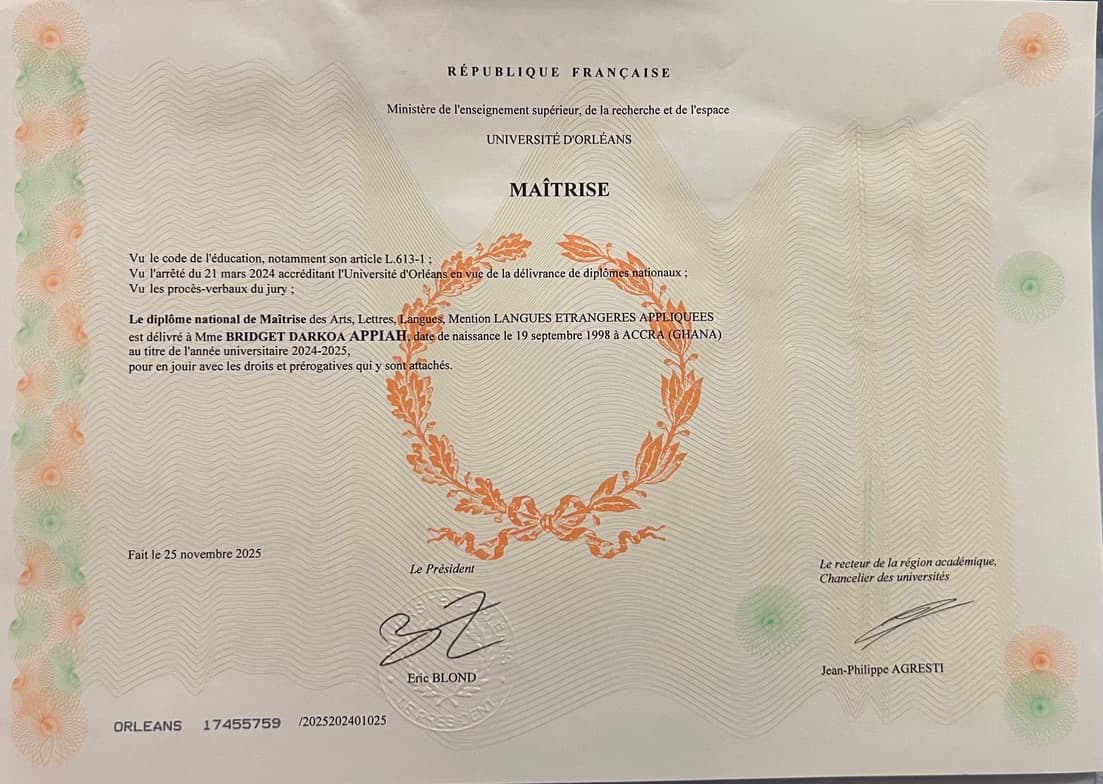 RÉPUBLIQUE FRANÇAISE
Ministère de l'enseignement supérieur, de la recherche et de l'espace
UNIVERSITÉ D'ORLÉANS
MAÎTRISE
Vu le code de l'éducation, notamment son article L.613-1 ;
Vu l'arrêté du 21 mars 2024 accréditant l'Université d'Orléans en vue de la délivrance de diplômes nationaux ;
Vu les procès-verbaux du jury ;
Le diplôme national de Maîtrise des Arts, Lettres, Langues, Mention LANGUES ETRANGERES APPLIQUEES
est délivré à Mme BRIDGET DARKOA APPIAH, date de naissance le 19 septembre 1998 à ACCRA (GHANA)
au titre de l'année universitaire 2024-2025,
pour en jouir avec les droits et prérogatives qui y sont attachés.
Fait le 25 novembre 2025
Le Président
Eric BLOND
Le recteur de la région académique,
Chancelier des universités
Jean-Philippe AGRESTI
ORLEANS 17455759 /2025202401025